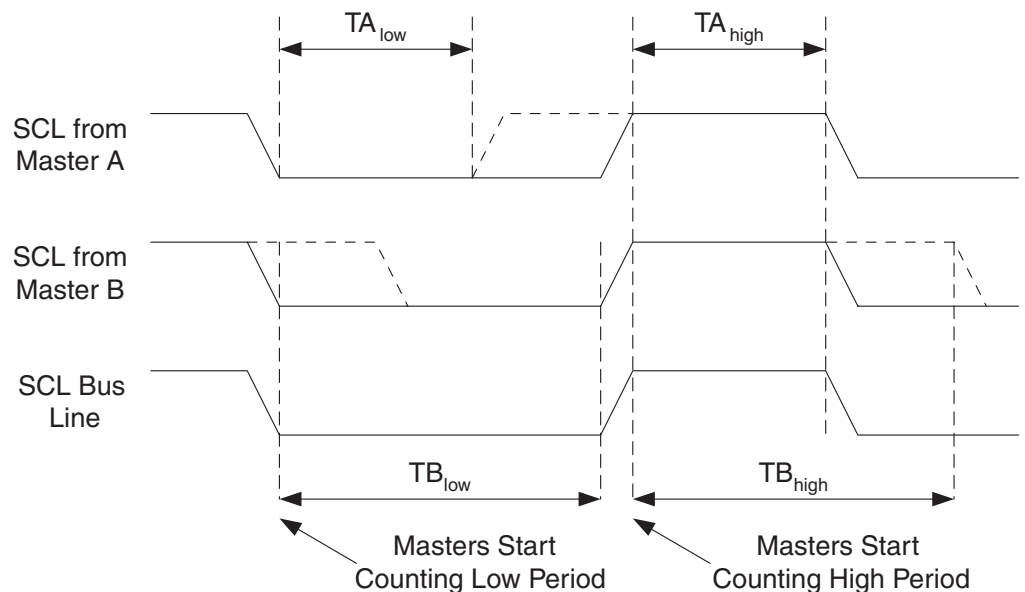 TA low
TA high
SCL from
Master A
SCL from
Master B
SCL Bus
Line
TB low
TB high
Masters Start
Counting Low Period
Masters Start
Counting High Period